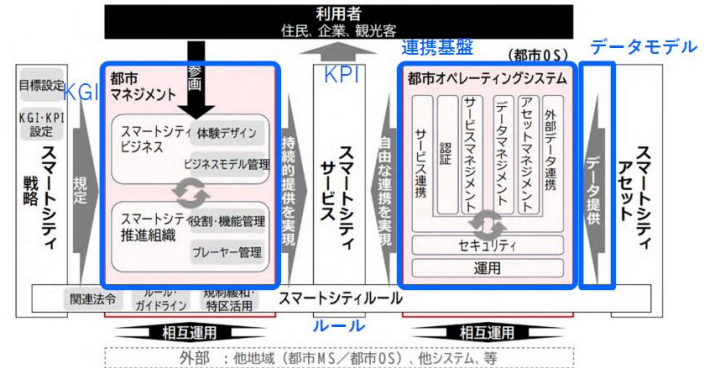 利用者
住民、企業、観光客
連携基盤
(都市OS)
データモデル
目標設定
KGI・KPI
設定
スマートシティ
戦略
KGI
規定
都市
マネジメント
参画
スマートシティ
ビジネス
体験デザイン
ビジネスモデル管理
スマートシティ
推進組織
役割・機能管理
プレーヤー管理
持続的提供を実現
KPI
スマートシティ
サービス
自由な連携を実現
都市オペレーティングシステム
サービス連携
認証
サービスマネジメント
データマネジメント
アセットマネジメント
外部データ連携
セキュリティ
運用
データ提供
スマートシティ
アセット
関連法令
ルール・
ガイドライン
規制緩和・
特区活用
スマートシティルール
ルール
相互運用
相互運用
外部 :他地域(都市MS/都市OS)、他システム、等